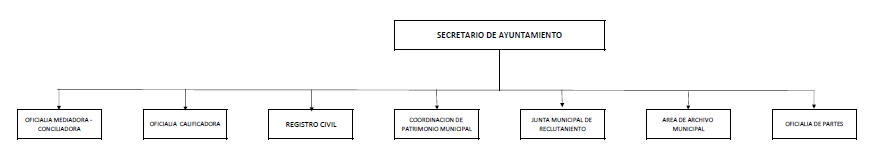 SECRETARIO DE AYUNTAMIENTO
OFICIALIA MEDIADORA -
CONCILIADORA
OFICIALIA CALIFICADORA
REGISTRO CIVIL
COORDINACION DE
PATRIMONIO MUNICIPAL
JUNTA MUNICIPAL DE
RECLUTANIENTO
AREA DE ARCHIVO
MUNICIPAL
OFICIALIA DE PARTES